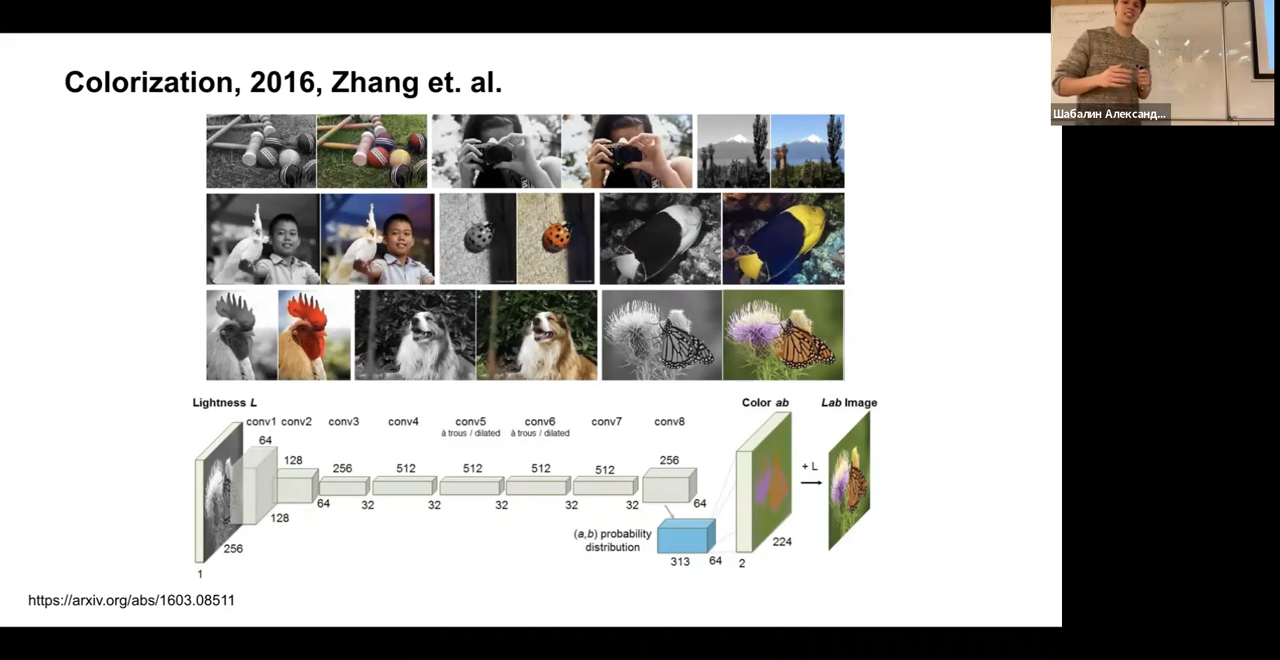 Colorization, 2016, Zhang et. al.
Шабалин Александ...
Lightness L
Color ab
Lab Image
conv1 conv2 conv3 conv4 conv5 conv6 conv7 conv8
à trous / dilated à trous / dilated
64
128
256
512
512
512
512
256
+ L
64
32
32
32
32
32
64
128
256
(a,b) probability
distribution
224
313
64
2
1
https://arxiv.org/abs/1603.08511